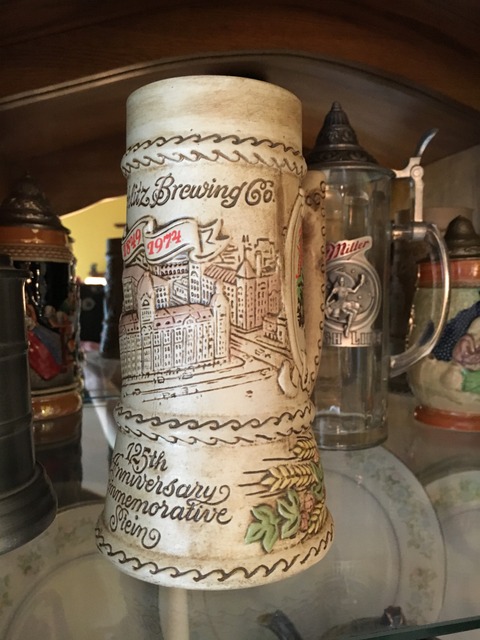 litz Brewing Co.
1849 1974
125th
Anniversary
Commemorative
Stein
Miller